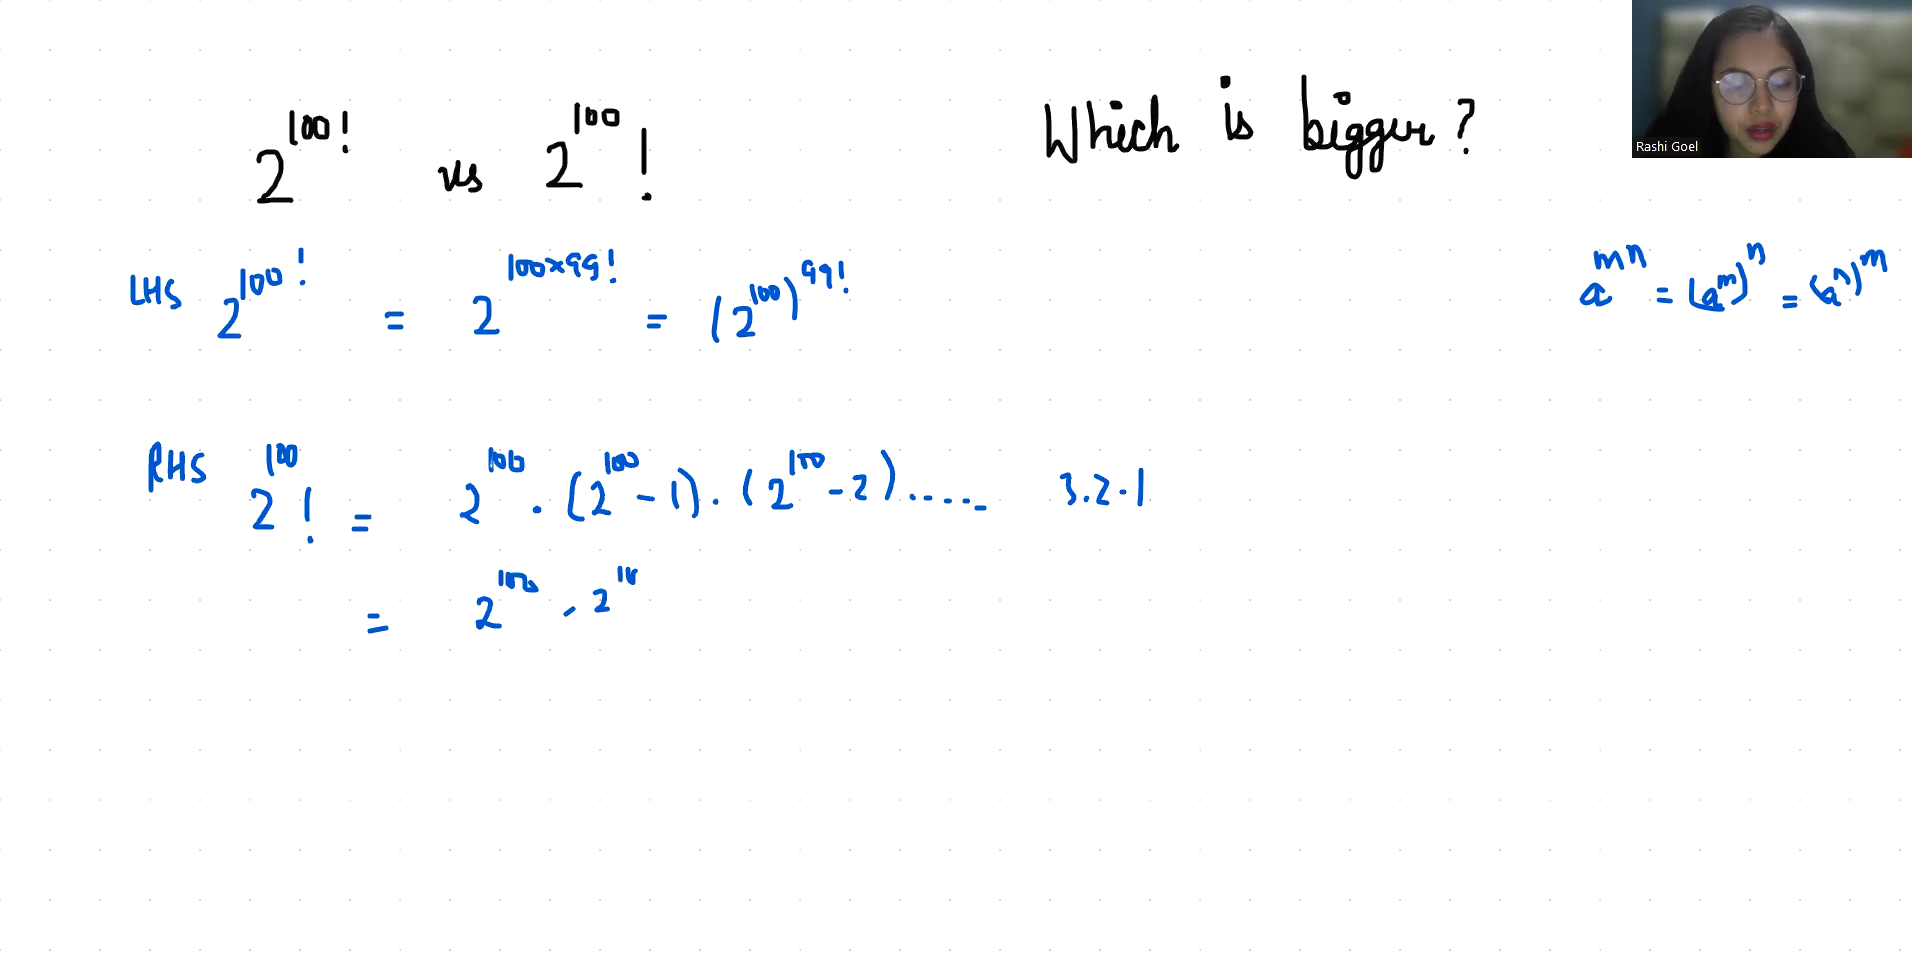 2^100! vs 2^100! Which is bigger?
Rashi Goel
LHS 2^100! = 2^100×99! = (2^100)^99!
a^mn = (a^m)^n = (a^n)^m
RHS 2^100! = 2^100 · (2^100 - 1) · (2^100 - 2) ..... 3.2.1
= 2^100 · 2^10